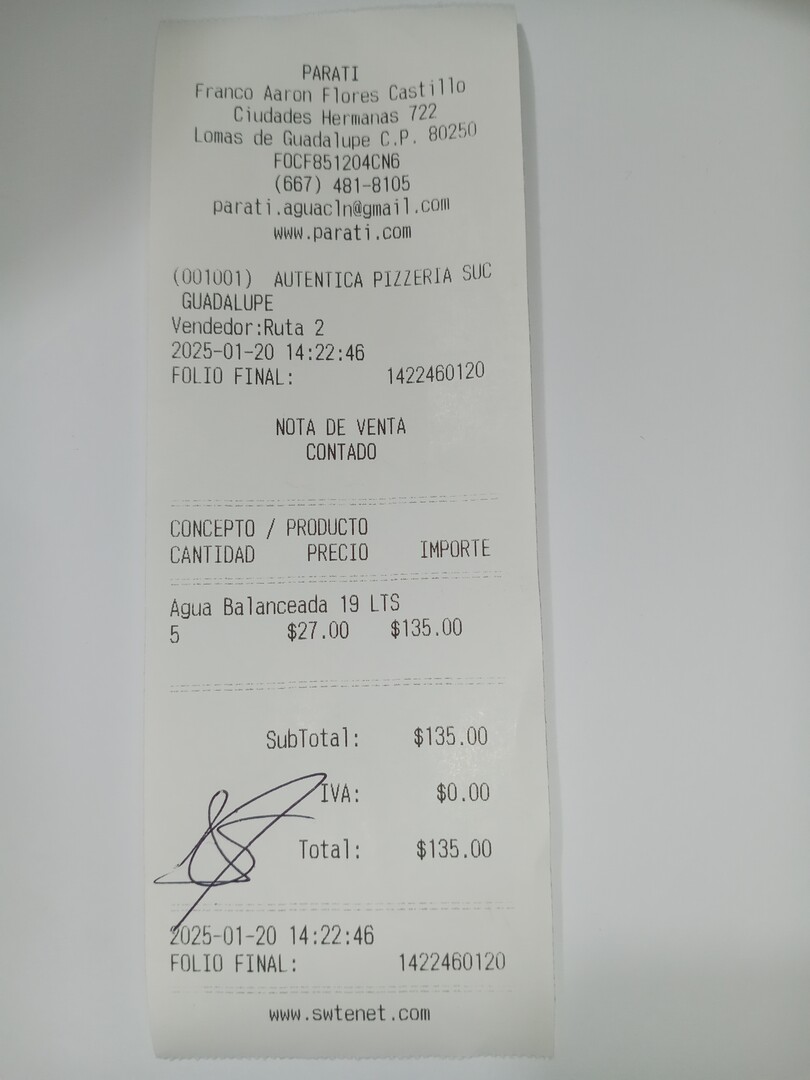 PARATI
Franco Aaron Flores Castillo
Ciudades Hermanas 722
Lomas de Guadalupe C.P. 80250
FOCF851204CN6
(667) 481-8105
parati.aguacln@gmail.com
www.parati.com
(001001) AUTENTICA PIZZERIA SUC
GUADALUPE
Vendedor:Ruta 2
2025-01-20 14:22:46
FOLIO FINAL: 1422460120
NOTA DE VENTA
CONTADO
CONCEPTO / PRODUCTO
CANTIDAD PRECIO IMPORTE
Agua Balanceada 19 LTS
5 $27.00 $135.00
SubTotal: $135.00
IVA: $0.00
Total: $135.00
2025-01-20 14:22:46
FOLIO FINAL: 1422460120
www.swtenet.com